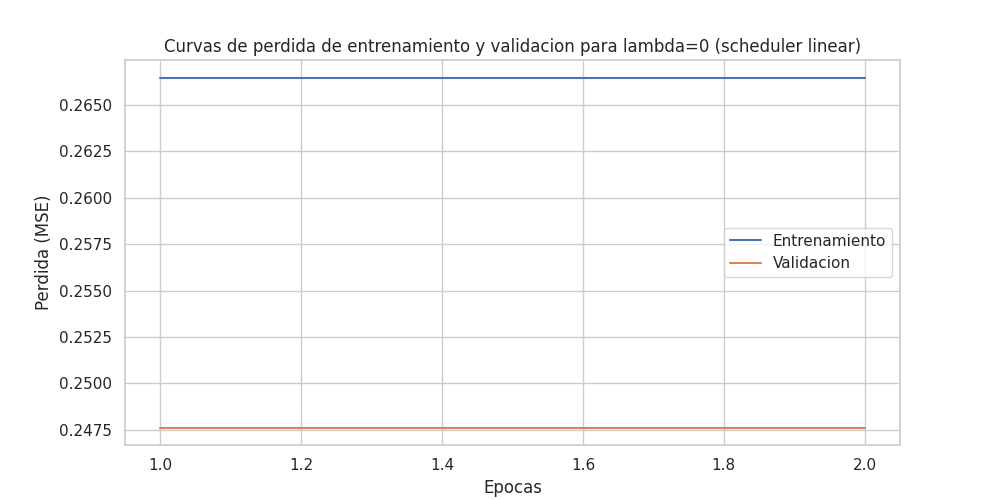 Curvas de perdida de entrenamiento y validacion para lambda=0 (scheduler linear)
Perdida (MSE)
0.2650
0.2625
0.2600
0.2575
0.2550
0.2525
0.2500
0.2475
Entrenamiento
Validacion
1.0 1.2 1.4 1.6 1.8 2.0
Epocas